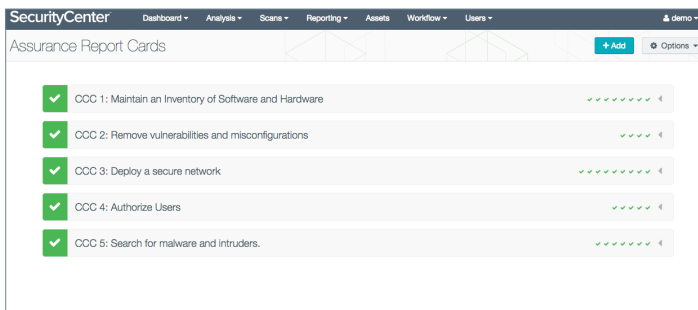 SecurityCenter Dashboard Analysis Scans Reporting Assets Workflow Users demo
Assurance Report Cards + Add Options
CCC 1: Maintain an Inventory of Software and Hardware
CCC 2: Remove vulnerabilities and misconfigurations
CCC 3: Deploy a secure network
CCC 4: Authorize Users
CCC 5: Search for malware and intruders.